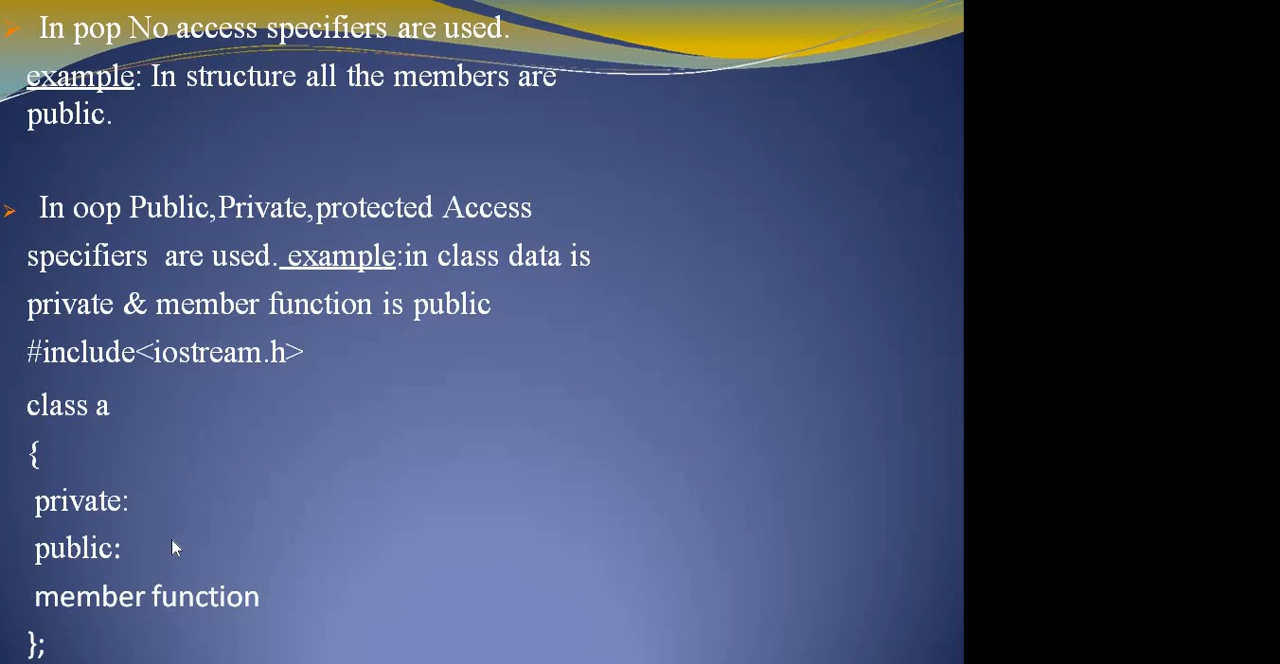 In pop No access specifiers are used.
example: In structure all the members are
public.
In oop Public,Private,protected Access
specifiers are used. example:in class data is
private & member function is public
#include<iostream.h>
class a
{
private:
public:
member function
};